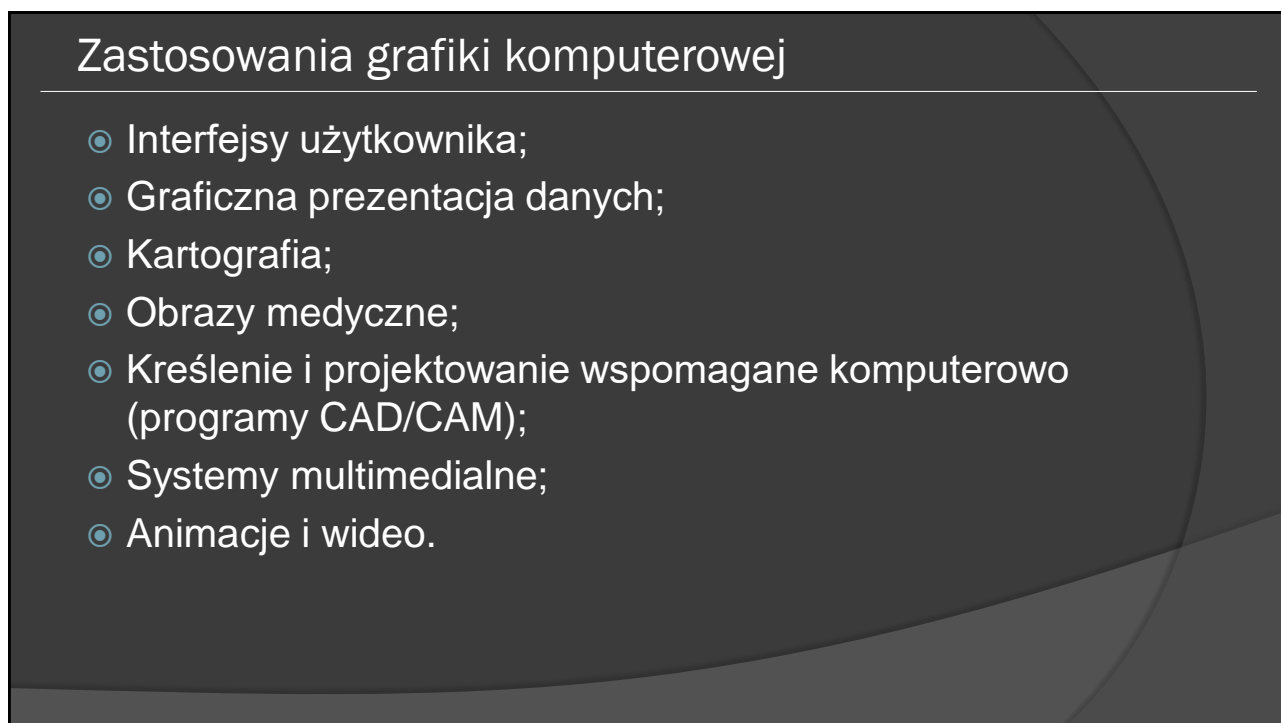 Zastosowania grafiki komputerowej
Interfejsy użytkownika;
Graficzna prezentacja danych;
Kartografia;
Obrazy medyczne;
Kreślenie i projektowanie wspomagane komputerowo
(programy CAD/CAM);
Systemy multimedialne;
Animacje i wideo.